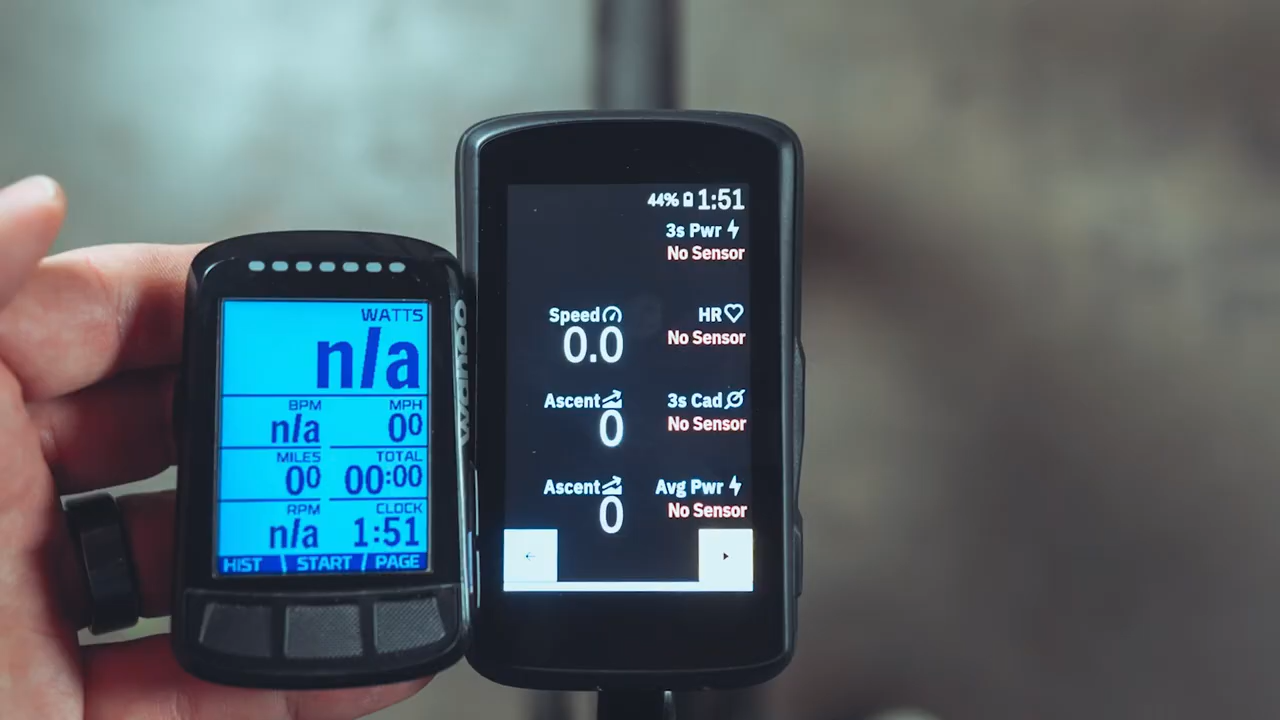 WATTS
n/a
BPM MPH
n/a 00
MILES TOTAL
00 00:00
RPM CLOCK
n/a 1:51
HIST START PAGE
wahoo
44% 1:51
3s Pwr
No Sensor
Speed HR
0.0 No Sensor
Ascent 3s Cad
0 No Sensor
Ascent Avg Pwr
0 No Sensor